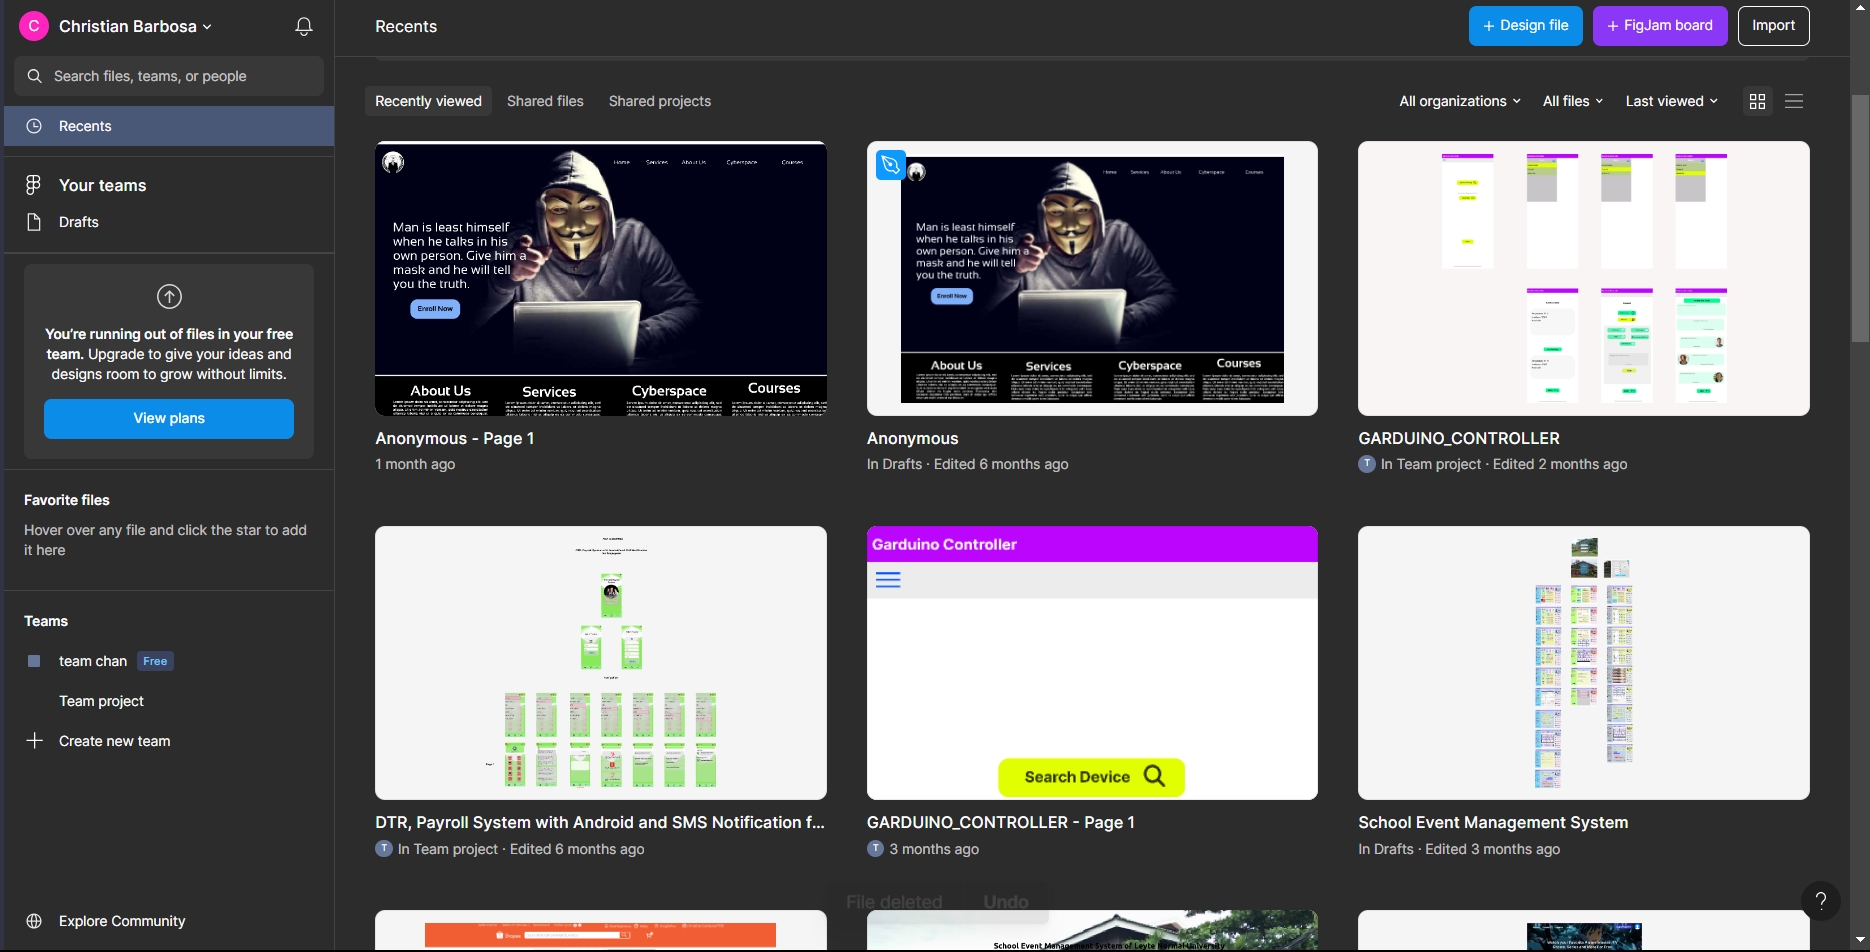 C Christian Barbosa
Search files, teams, or people
Recents
Your teams
Drafts
You're running out of files in your free
team. Upgrade to give your ideas and
designs room to grow without limits.
View plans
Favorite files
Hover over any file and click the star to add
it here
Teams
team chan Free
Team project
Create new team
Explore Community
Recents
+ Design file
+ FigJam board
Import
Recently viewed
Shared files
Shared projects
All organizations
All files
Last viewed
Home Services About Us Cyberspace Courses
Man is least himself
when he talks in his
own person. Give him a
mask and he will tell
you the truth.
Enroll Now
About Us Services Cyberspace Courses
Anonymous - Page 1
1 month ago
Home Services About Us Cyberspace Courses
Man is least himself
when he talks in his
own person. Give him a
mask and he will tell
you the truth.
Enroll Now
About Us Services Cyberspace Courses
Anonymous
In Drafts · Edited 6 months ago
GARDUINO_CONTROLLER
T In Team project · Edited 2 months ago
DTR, Payroll System with Android and SMS Notification f...
T In Team project · Edited 6 months ago
Garduino Controller
Search Device
GARDUINO_CONTROLLER - Page 1
T 3 months ago
School Event Management System
In Drafts · Edited 3 months ago
File deleted Undo
School Event Management System of Leyte Normal University
?